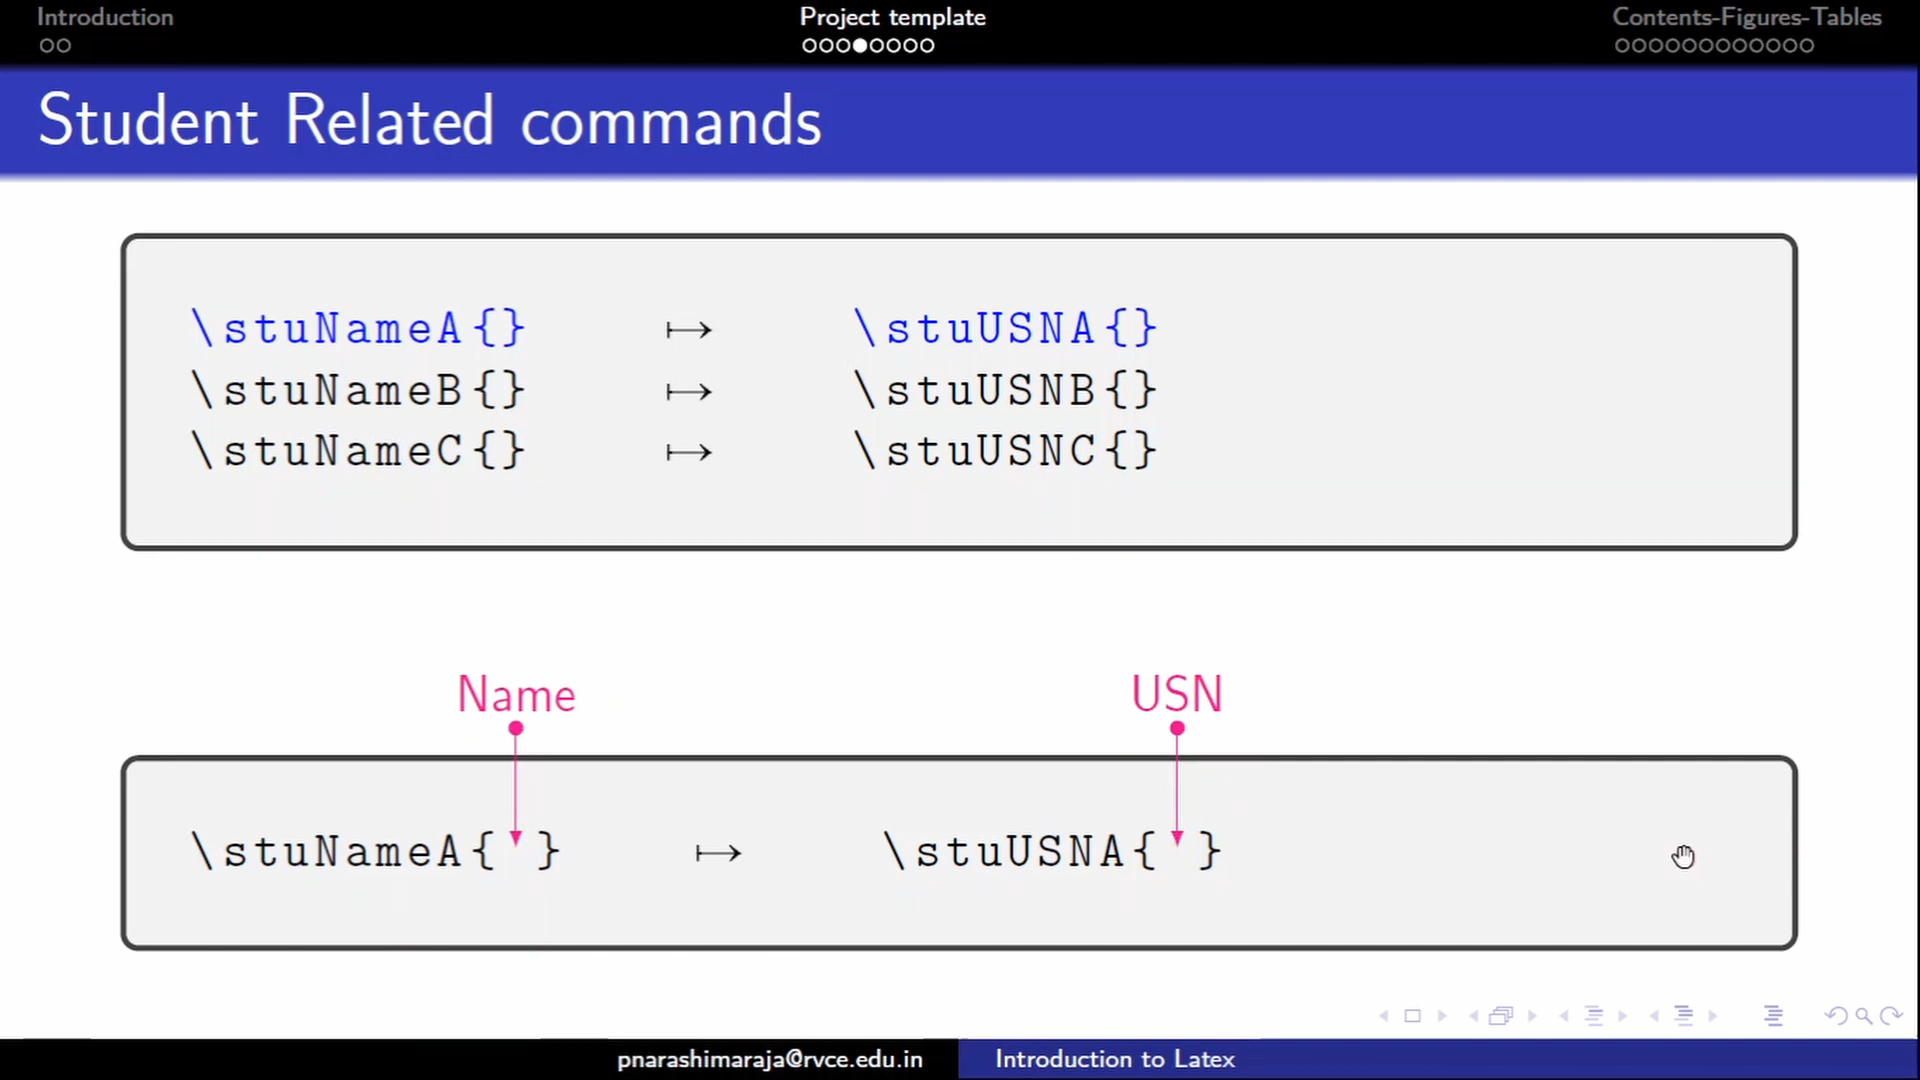 Introduction Project template Contents-Figures-Tables
Student Related commands
\stuNameA{} ↦ \stuUSNA{}
\stuNameB{} ↦ \stuUSNB{}
\stuNameC{} ↦ \stuUSNC{}
Name USN
\stuNameA{ } ↦ \stuUSNA{ }
pnarashimaraja@rvce.edu.in Introduction to Latex